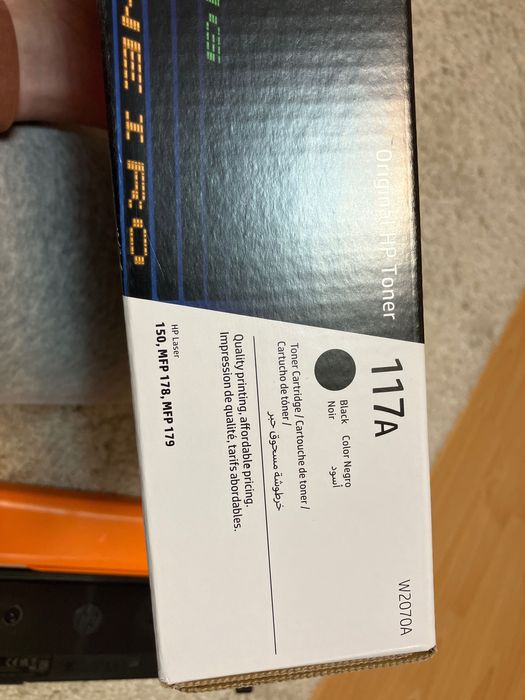 Original HP Toner
117A
W2070A
Black Color Negro
Noir أسود
Toner Cartridge / Cartouche de toner /
Cartucho de tóner / خرطوشة مسحوق حبر
Quality printing, affordable pricing.
Impression de qualité, tarifs abordables.
HP Laser
150, MFP 178, MFP 179